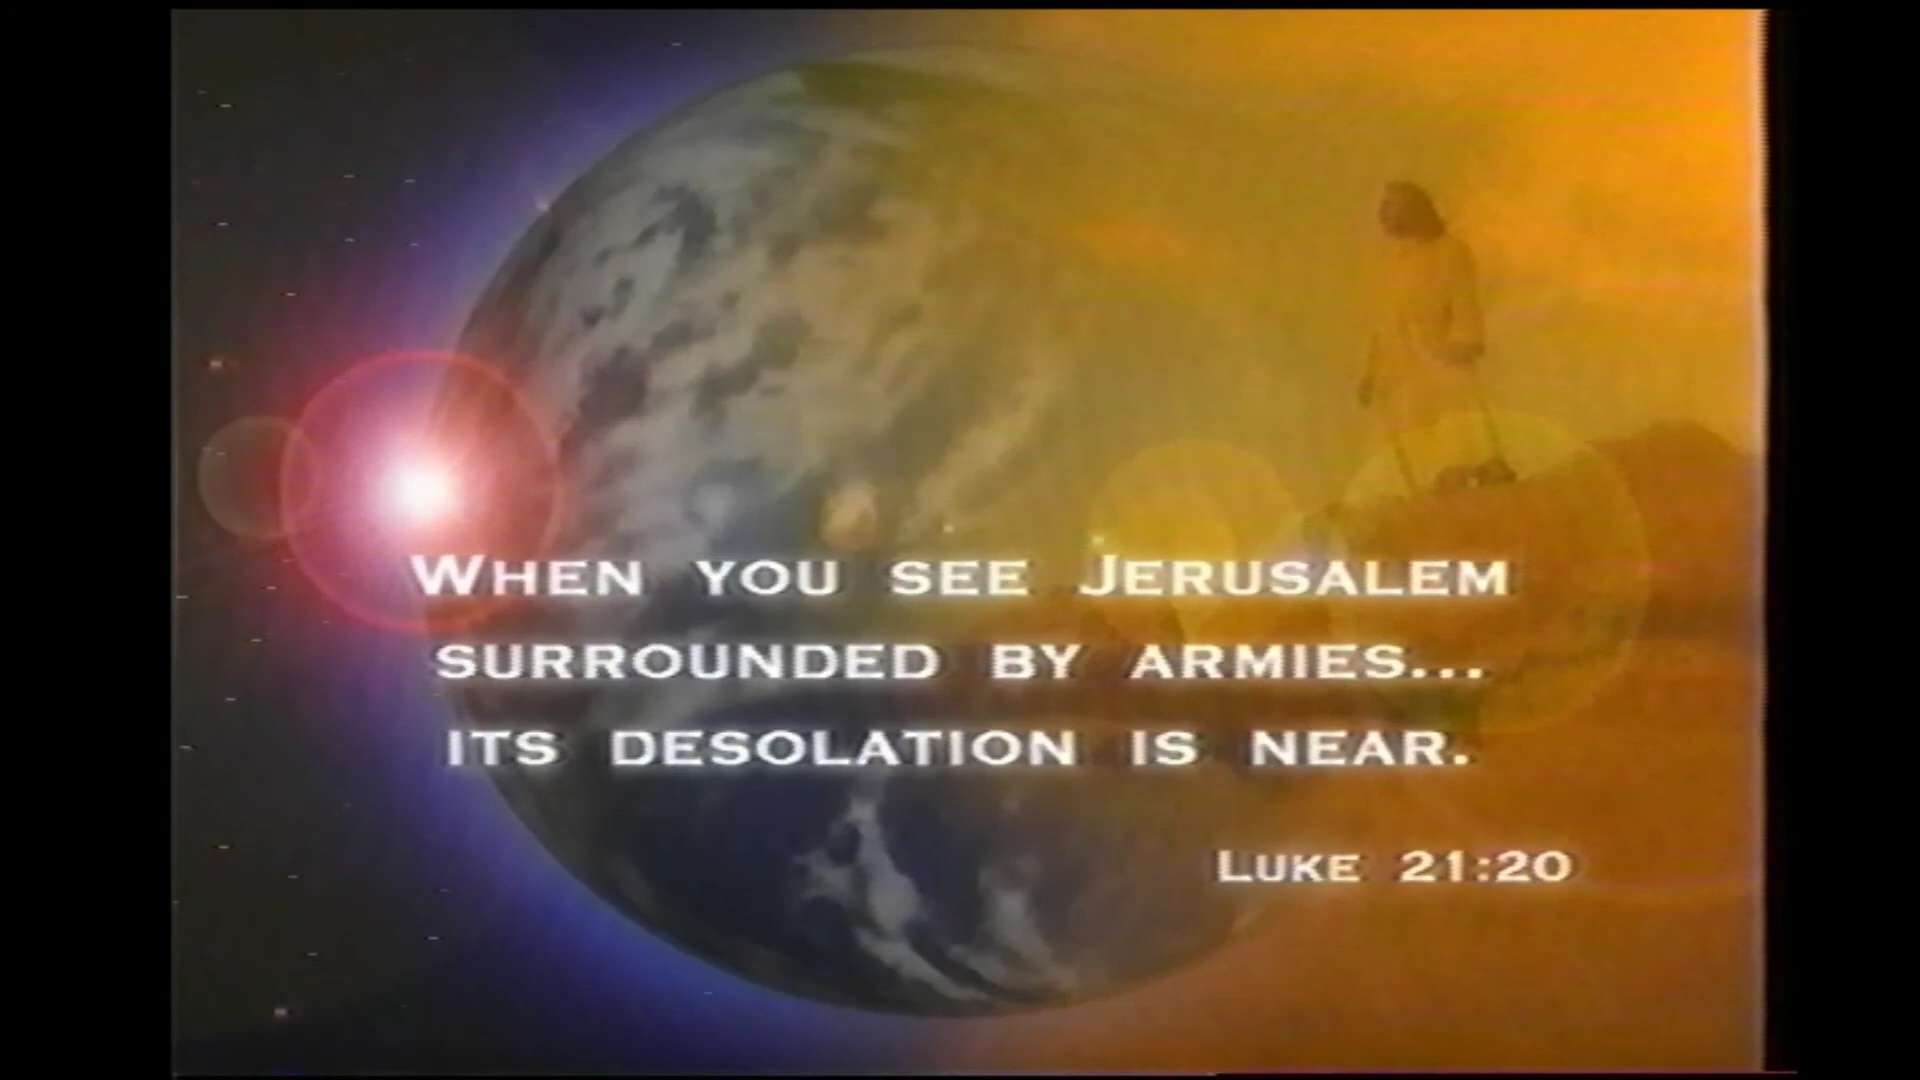 When you see Jerusalem
surrounded by armies...
its desolation is near.
Luke 21:20